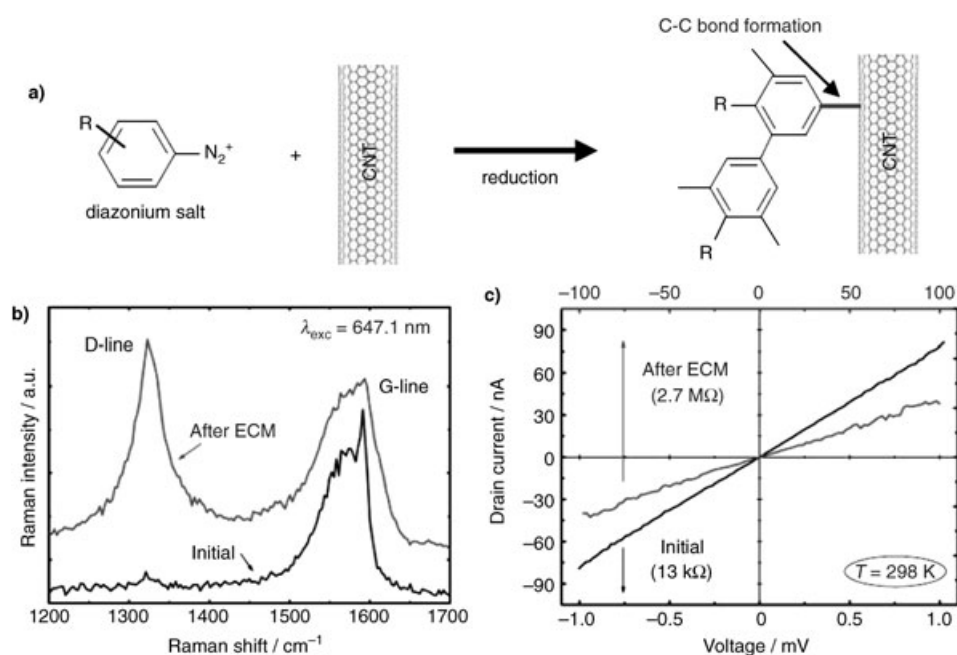 C-C bond formation
a)
R
N₂⁺
+
CNT
reduction
diazonium salt
R
R
CNT
b)
λexc = 647.1 nm
D-line
G-line
After ECM
Initial
Raman intensity / a.u.
1200 1300 1400 1500 1600 1700
Raman shift / cm⁻¹
c)
−100 −50 0 50 100
90
60
30
0
−30
−60
−90
Drain current / nA
After ECM
(2.7 MΩ)
Initial
(13 kΩ)
T = 298 K
−1.0 −0.5 0.0 0.5 1.0
Voltage / mV